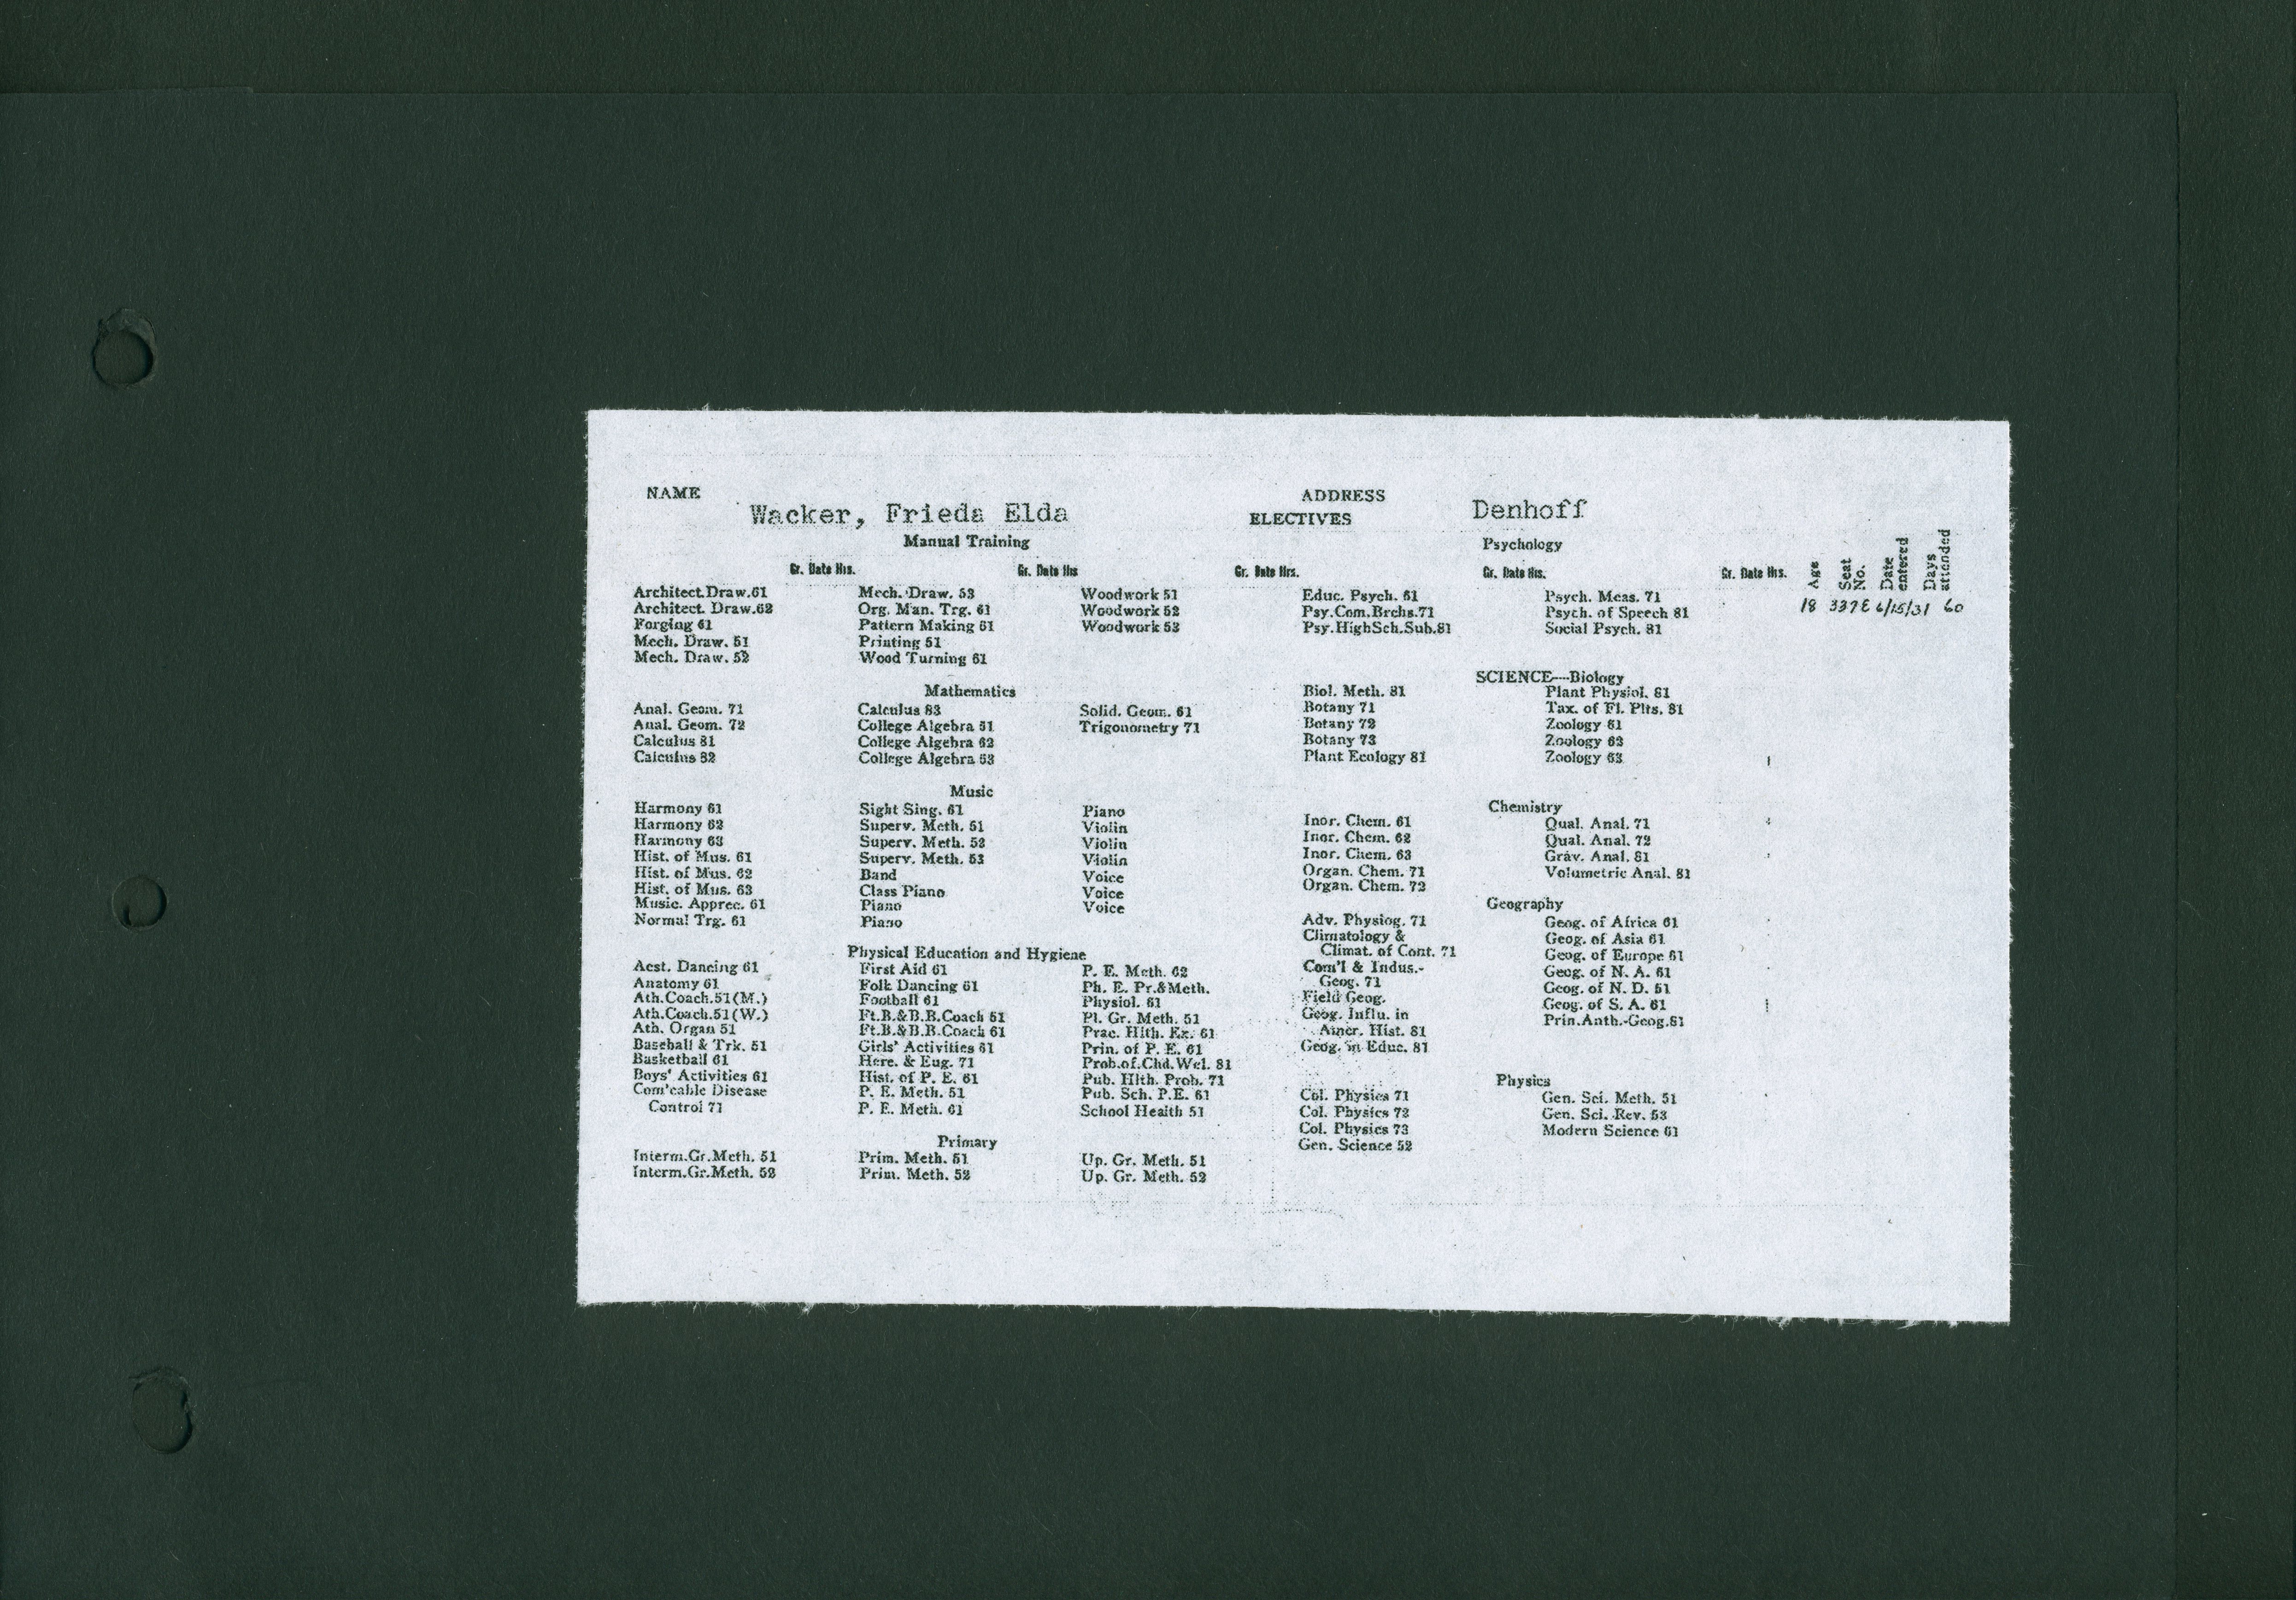 NAME ADDRESS
Wacker, Frieda Elda Denhoff
ELECTIVES
Manual Training
Gr. Date Hrs. Gr. Date Hrs Gr. Date Hrs.
Architect.Draw.61 Mech. Draw. 53 Woodwork 51
Architect. Draw.62 Org. Man. Trg. 61 Woodwork 52
Forging 61 Pattern Making 61 Woodwork 53
Mech. Draw. 51 Printing 51
Mech. Draw. 52 Wood Turning 61
Mathematics
Anal. Geom. 71 Calculus 83 Solid. Geom. 61
Anal. Geom. 72 College Algebra 51 Trigonometry 71
Calculus 81 College Algebra 62
Calculus 82 College Algebra 53
Music
Harmony 61 Sight Sing. 61 Piano
Harmony 62 Superv. Meth. 51 Violin
Harmony 63 Superv. Meth. 52 Violin
Hist. of Mus. 61 Superv. Meth. 53 Violin
Hist. of Mus. 62 Band Voice
Hist. of Mus. 63 Class Piano Voice
Music. Apprec. 61 Piano Voice
Normal Trg. 61 Piano
Physical Education and Hygiene
Aest. Dancing 61 First Aid 61 P. E. Meth. 62
Anatomy 61 Folk Dancing 61 Ph. E. Pr.&Meth.
Ath.Coach.51(M.) Football 61 Physiol. 61
Ath.Coach.51(W.) Ft.B.&B.B.Coach 51 Pl. Gr. Meth. 51
Ath. Organ 51 Ft.B.&B.B.Coach 61 Prac. Hlth. Ex. 61
Baseball & Trk. 51 Girls' Activities 61 Prin. of P. E. 61
Basketball 61 Here. & Eug. 71 Prob.of.Chd.Wel. 81
Boys' Activities 61 Hist. of P. E. 61 Pub. Hlth. Prob. 71
Com'cable Disease P. E. Meth. 51 Pub. Sch. P.E. 61
Control 71 P. E. Meth. 61 School Health 51
Primary
Interm.Gr.Meth. 51 Prim. Meth. 51 Up. Gr. Meth. 51
Interm.Gr.Meth. 52 Prim. Meth. 52 Up. Gr. Meth. 52
Psychology
Gr. Date Hrs. Gr. Date Hrs.
Educ. Psych. 61 Psych. Meas. 71
Psy.Com.Brchs.71 Psych. of Speech 81
Psy.HighSch.Sub.81 Social Psych. 81
SCIENCE—Biology
Biol. Meth. 81 Plant Physiol. 81
Botany 71 Tax. of Fl. Plts. 81
Botany 72 Zoology 61
Botany 73 Zoology 62
Plant Ecology 81 Zoology 63
Chemistry
Inor. Chem. 61 Qual. Anal. 71
Inor. Chem. 62 Qual. Anal. 72
Inor. Chem. 63 Grav. Anal. 81
Organ. Chem. 71 Volumetric Anal. 81
Organ. Chem. 72
Geography
Adv. Physiog. 71 Geog. of Africa 61
Climatology & Geog. of Asia 61
Climat. of Cont. 71 Geog. of Europe 61
Com'l & Indus.- Geog. of N. A. 61
Geog. 71 Geog. of N. D. 51
Field Geog. Geog. of S. A. 61
Geog. Influ. in Prin.Anth.-Geog.81
Amer. Hist. 81
Geog. in Educ. 81
Physics
Col. Physics 71 Gen. Sci. Meth. 51
Col. Physics 72 Gen. Sci. Rev. 53
Col. Physics 73 Modern Science 61
Gen. Science 52
Age Seat No. Date entered Days attended
18 337E 6/15/31 60